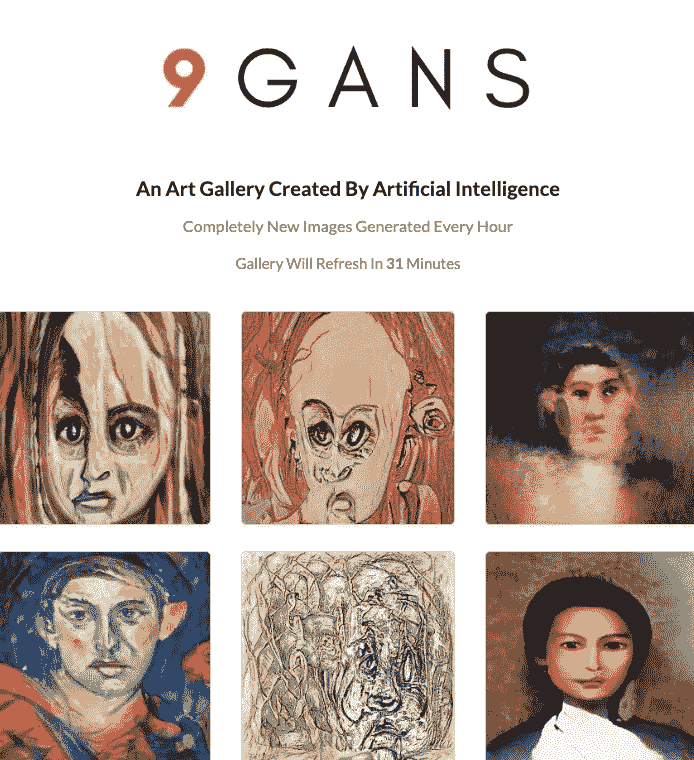 9 GANS
An Art Gallery Created By Artificial Intelligence
Completely New Images Generated Every Hour
Gallery Will Refresh In 31 Minutes